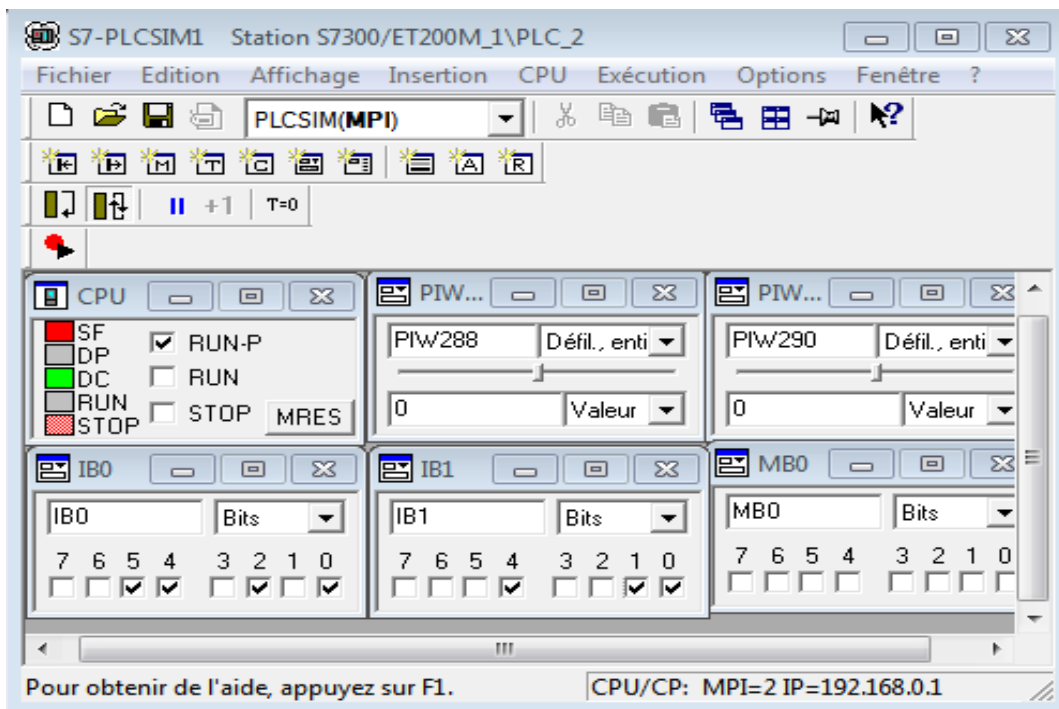 S7-PLCSIM1 Station S7300/ET200M_1\PLC_2
Fichier Edition Affichage Insertion CPU Exécution Options Fenêtre ?
PLCSIM(MPI)
M T C A R
+1 T=0
CPU
SF
DP
DC
RUN
STOP
RUN-P
RUN
STOP
MRES
PIW...
PIW288 Défil., enti
0 Valeur
PIW...
PIW290 Défil., enti
0 Valeur
IB0
IB0 Bits
7 6 5 4 3 2 1 0
IB1
IB1 Bits
7 6 5 4 3 2 1 0
MB0
MB0 Bits
7 6 5 4 3 2 1 0
Pour obtenir de l'aide, appuyez sur F1. CPU/CP: MPI=2 IP=192.168.0.1